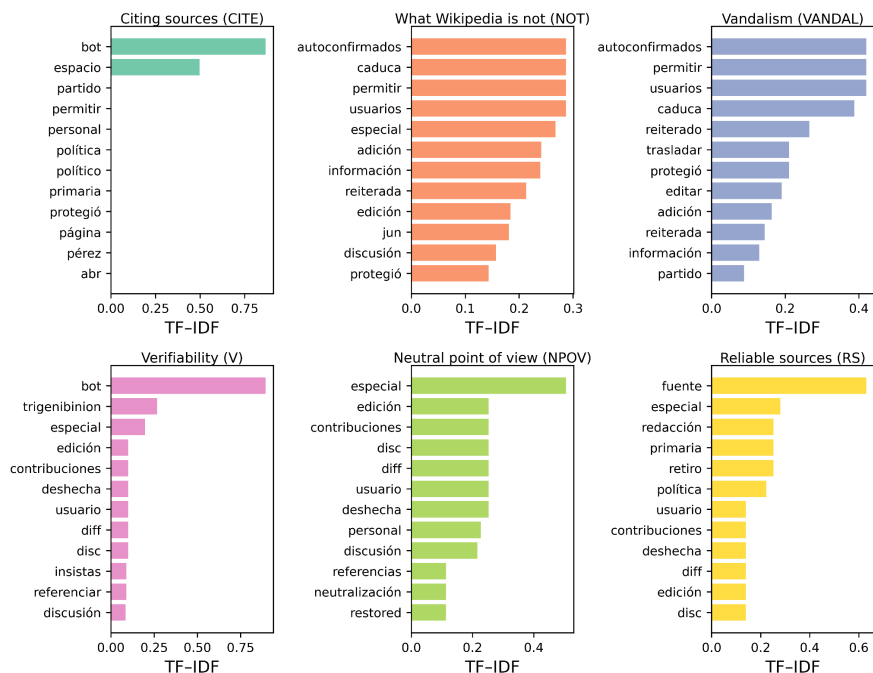 Citing sources (CITE)
bot
espacio
partido
permitir
personal
política
político
primaria
protegió
página
pérez
abr
0.00 0.25 0.50 0.75
TF–IDF
What Wikipedia is not (NOT)
autoconfirmados
caduca
permitir
usuarios
especial
adición
información
reiterada
edición
jun
discusión
protegió
0.0 0.1 0.2 0.3
TF–IDF
Vandalism (VANDAL)
autoconfirmados
permitir
usuarios
caduca
reiterado
trasladar
protegió
editar
adición
reiterada
información
partido
0.0 0.2 0.4
TF–IDF
Verifiability (V)
bot
trigenibinion
especial
edición
contribuciones
deshecha
usuario
diff
disc
insistas
referenciar
discusión
0.00 0.25 0.50 0.75
TF–IDF
Neutral point of view (NPOV)
especial
edición
contribuciones
disc
diff
usuario
deshecha
personal
discusión
referencias
neutralización
restored
0.0 0.2 0.4
TF–IDF
Reliable sources (RS)
fuente
especial
redacción
primaria
retiro
política
usuario
contribuciones
deshecha
diff
edición
disc
0.0 0.2 0.4 0.6
TF–IDF